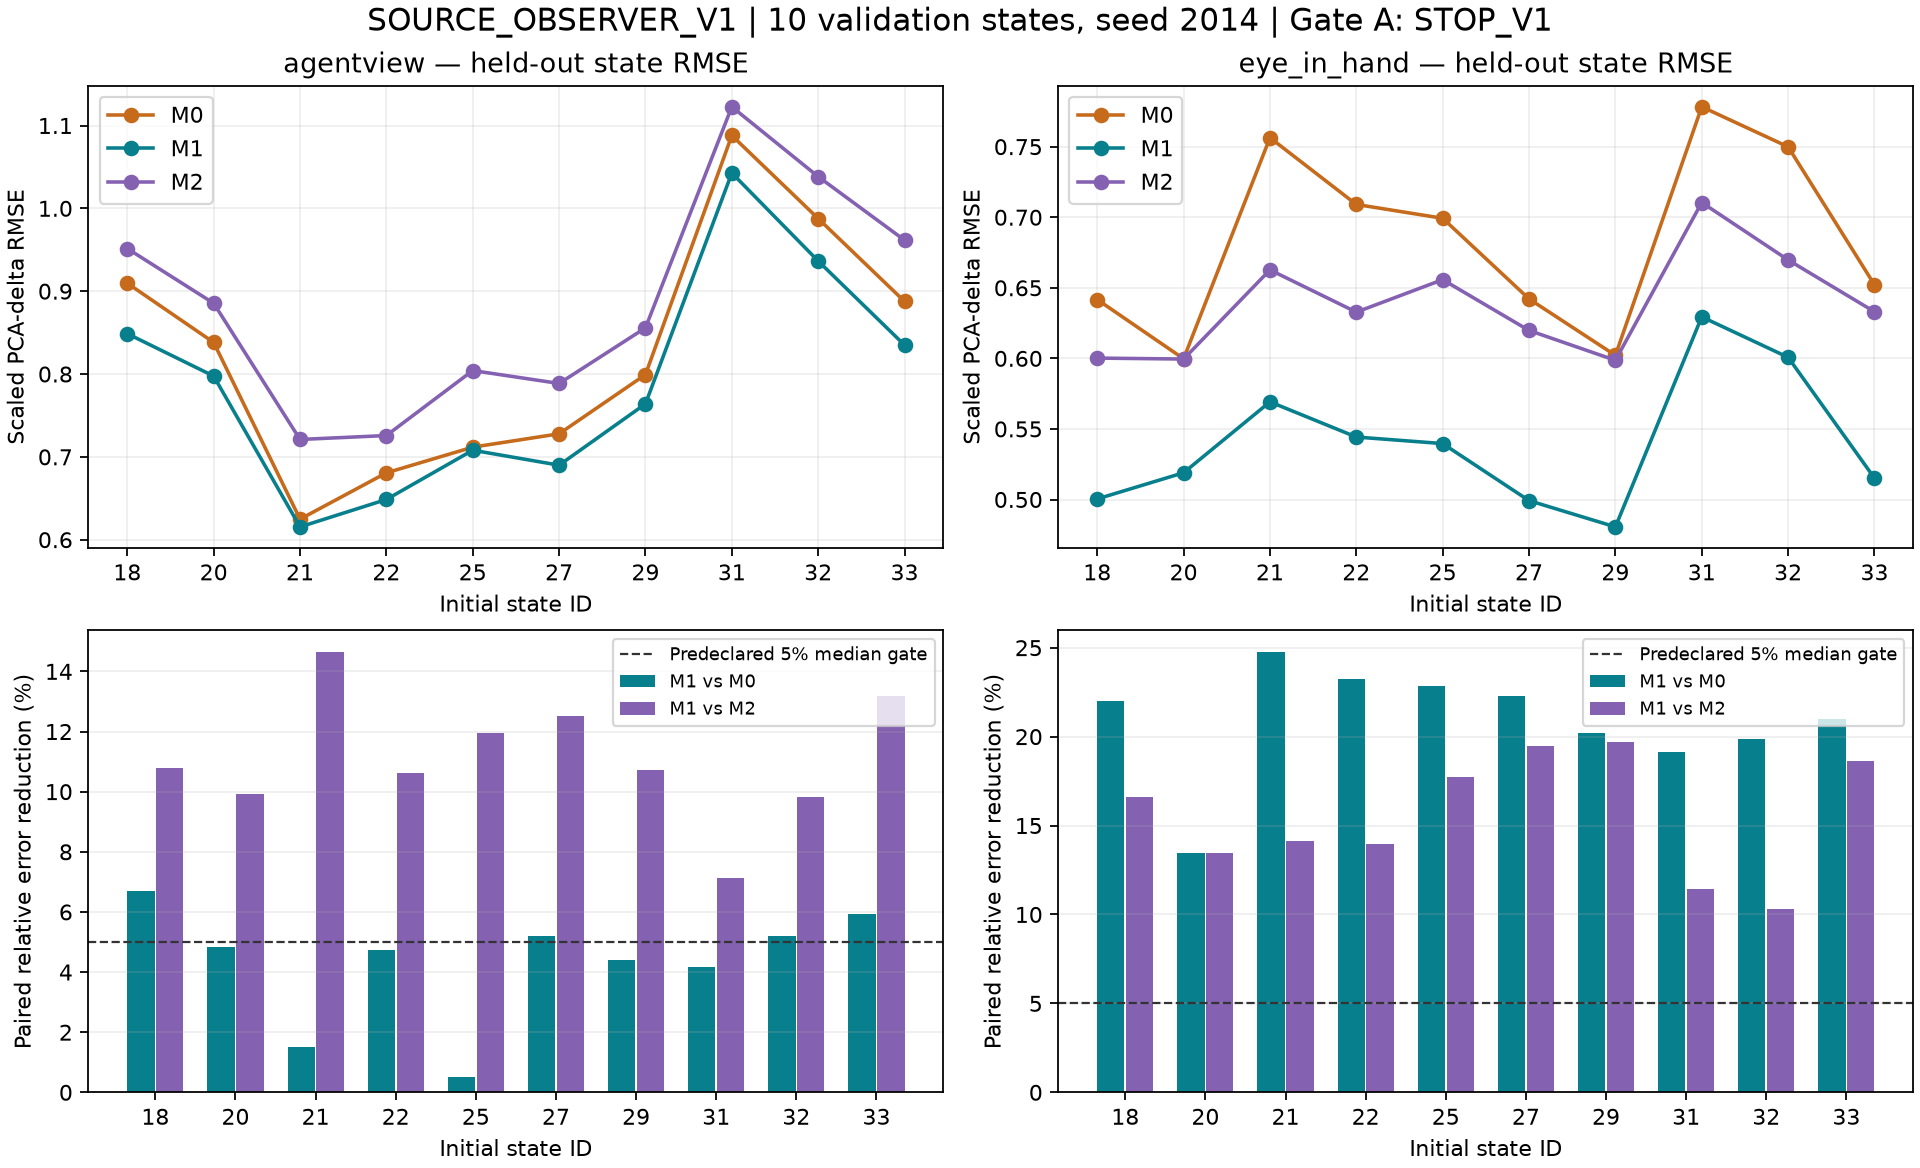 SOURCE_OBSERVER_V1 | 10 validation states, seed 2014 | Gate A: STOP_V1
agentview — held-out state RMSE
Scaled PCA-delta RMSE
1.1
1.0
0.9
0.8
0.7
0.6
M0
M1
M2
18 20 21 22 25 27 29 31 32 33
Initial state ID
eye_in_hand — held-out state RMSE
Scaled PCA-delta RMSE
0.75
0.70
0.65
0.60
0.55
0.50
M0
M1
M2
18 20 21 22 25 27 29 31 32 33
Initial state ID
Paired relative error reduction (%)
14
12
10
8
6
4
2
0
Predeclared 5% median gate
M1 vs M0
M1 vs M2
18 20 21 22 25 27 29 31 32 33
Initial state ID
Paired relative error reduction (%)
25
20
15
10
5
0
Predeclared 5% median gate
M1 vs M0
M1 vs M2
18 20 21 22 25 27 29 31 32 33
Initial state ID